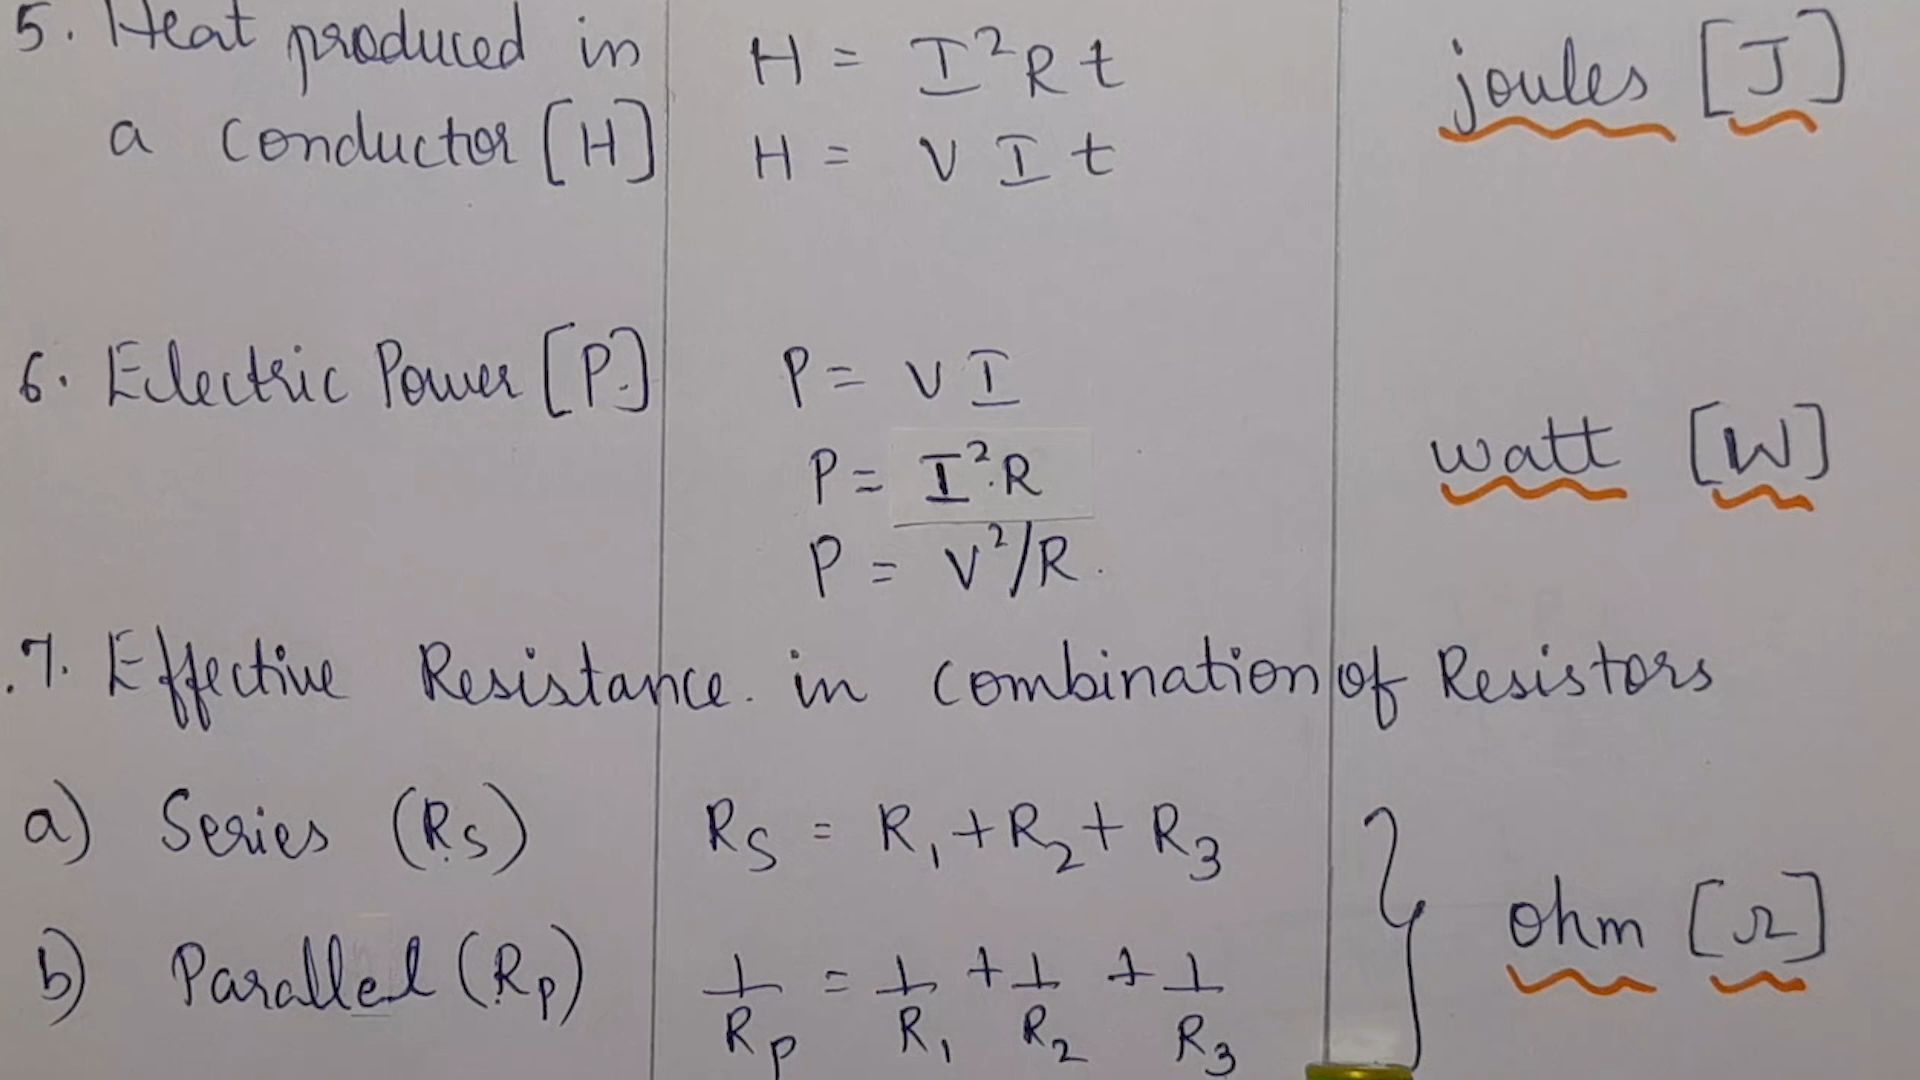 5. Heat produced in H = I²Rt joules [J]
a conductor [H] H = VIt
6. Electric Power [P] P = VI
P = I².R watt [W]
P = V²/R.
7. Effective Resistance in combination of Resistors
a) Series (Rs) Rs = R₁ + R₂ + R₃
ohm [Ω]
b) Parallel (Rp) 1/Rp = 1/R₁ + 1/R₂ + 1/R₃